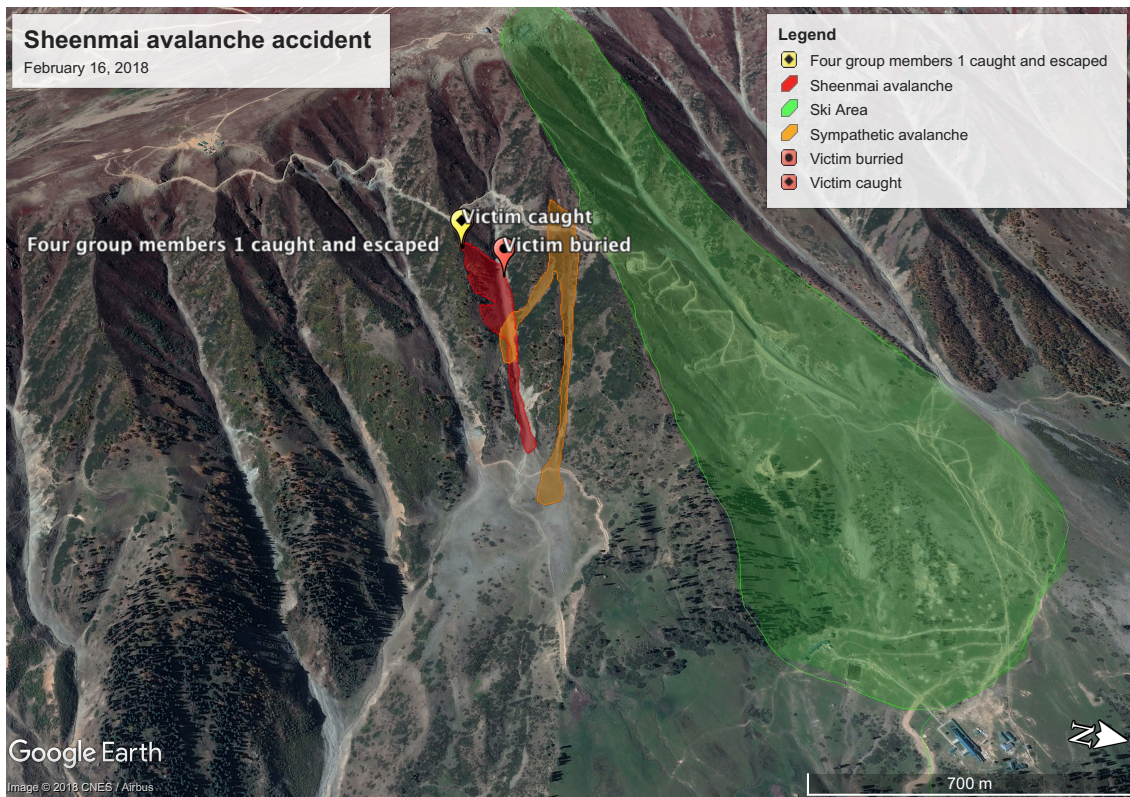 Sheenmai avalanche accident
February 16, 2018
Legend
Four group members 1 caught and escaped
Sheenmai avalanche
Ski Area
Sympathetic avalanche
Victim burried
Victim caught
Victim caught
Four group members 1 caught and escaped
Victim buried
Google Earth
Image © 2018 CNES / Airbus
N
700 m